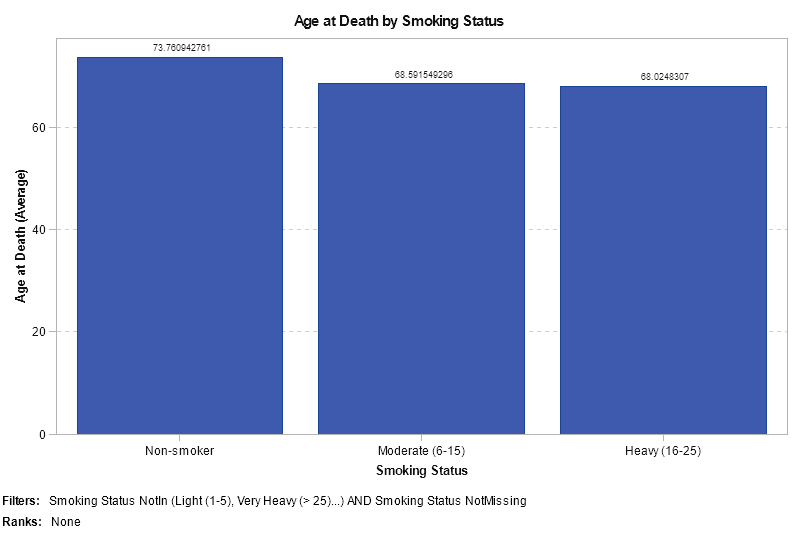 Age at Death by Smoking Status
73.760942761
68.591549296
68.0248307
60
40
20
0
Age at Death (Average)
Non-smoker
Moderate (6-15)
Heavy (16-25)
Smoking Status
Filters: Smoking Status NotIn (Light (1-5), Very Heavy (> 25)...) AND Smoking Status NotMissing
Ranks: None